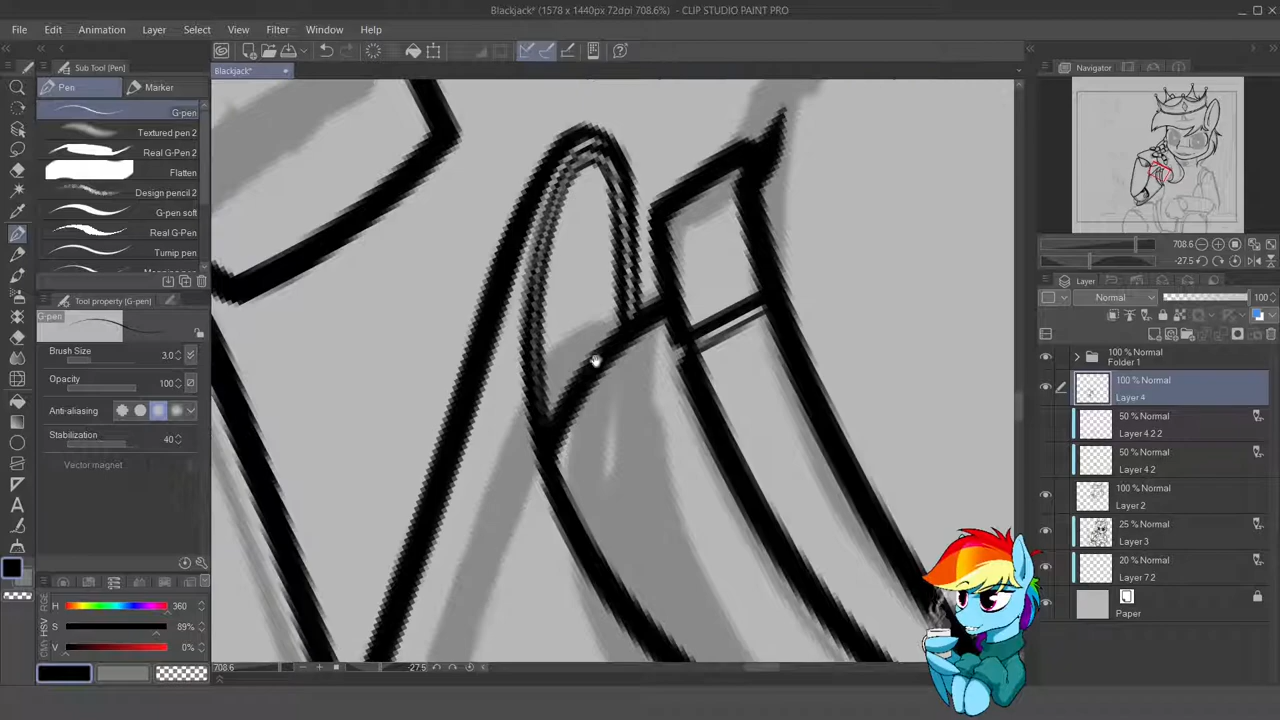 Blackjack* (1578 x 1440px 72dpi 708.6%) - CLIP STUDIO PAINT PRO
File Edit Animation Layer Select View Filter Window Help
Sub Tool [Pen]
Blackjack*
Navigator
Pen Marker
G-pen
Textured pen 2
Real G-Pen 2
Flatten
Design pencil 2
G-pen soft
Real G-Pen
Turnip pen
Tool property [G-pen]
G-pen
Brush Size 3.0
Opacity 100
Anti-aliasing
Stabilization 40
Vector magnet
H 360
S 89%
V 0%
HSV
708.6 -27.5
708.6
-27.5
Layer
Normal 100
100 % Normal
Folder 1
100 % Normal
Layer 4
50 % Normal
Layer 4 2 2
50 % Normal
Layer 4 2
100 % Normal
Layer 2
25 % Normal
Layer 3
20 % Normal
Layer 7 2
Paper